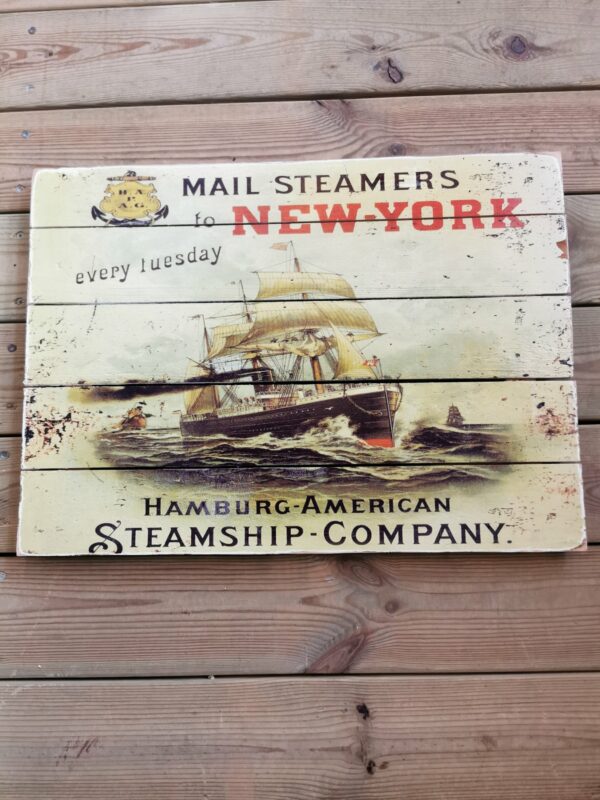 H. A.
P.
A. G.
MAIL STEAMERS
to NEW-YORK
every Tuesday
HAMBURG-AMERICAN
STEAMSHIP-COMPANY.